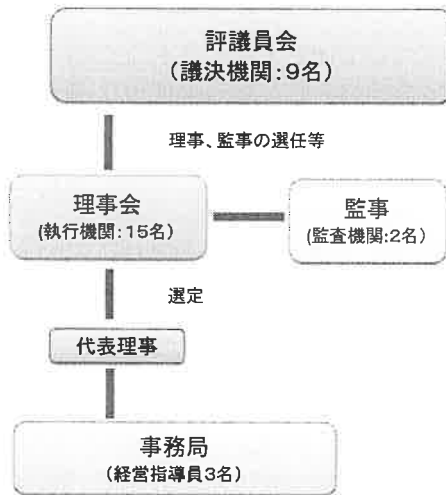 評議員会
（議決機関：9名）
理事、監事の選任等
理事会
(執行機関：15名)
監事
(監査機関:2名)
選定
代表理事
事務局
（経営指導員3名）